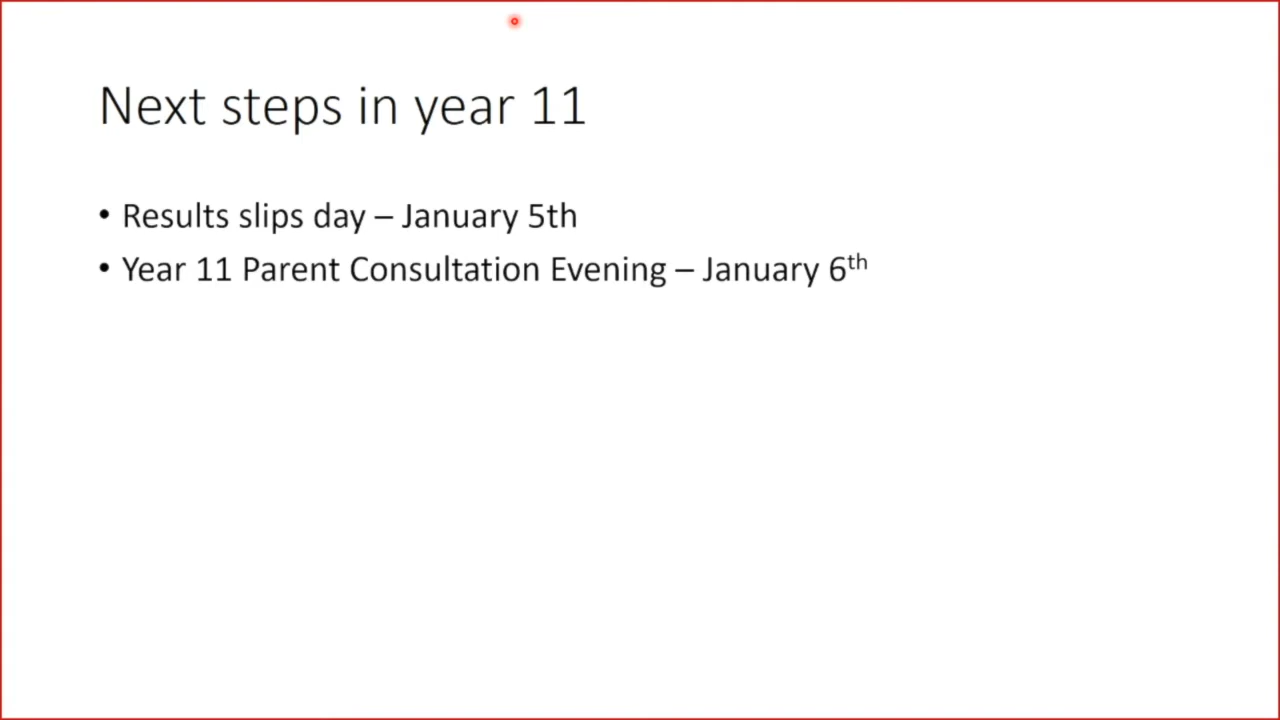 Next steps in year 11
• Results slips day – January 5th
• Year 11 Parent Consultation Evening – January 6th